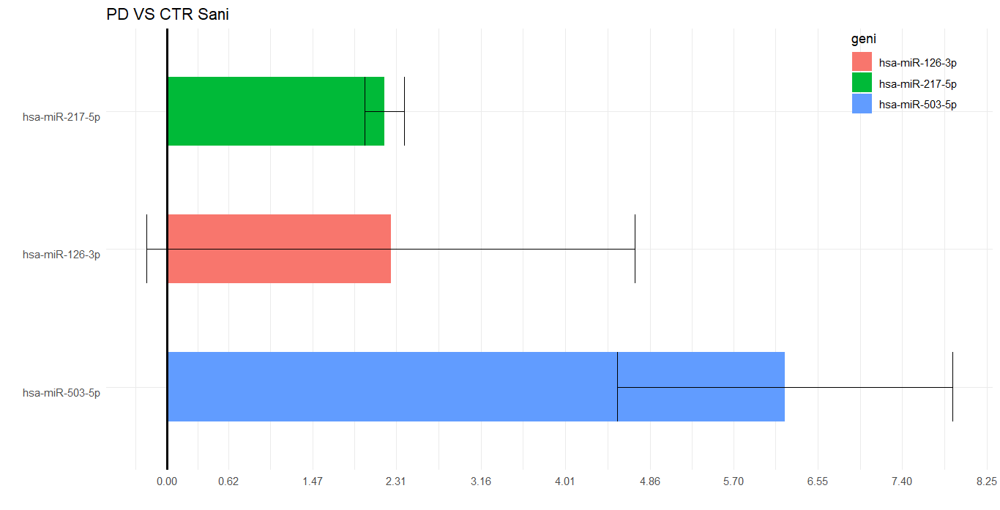 PD VS CTR Sani
geni
hsa-miR-126-3p
hsa-miR-217-5p
hsa-miR-503-5p
hsa-miR-217-5p
hsa-miR-126-3p
hsa-miR-503-5p
0.00 0.62 1.47 2.31 3.16 4.01 4.86 5.70 6.55 7.40 8.25